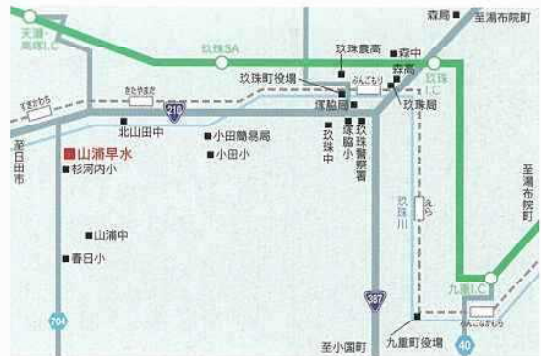 天瀬・
高塚I.C
玖珠SA
森局
至湯布院町
玖珠農高
森中
森高
玖珠
I.C
玖珠町役場
ぶんごもり
きたやまだ
すぎかわち
塚脇局
玖珠局
210
北山田中
小田簡易局
小田小
玖珠中
塚脇小
玖珠警察署
至日田市
山浦早水
杉河内小
山浦中
春日小
玖珠川
えら
至湯布院町
九重I.C
ぶんごなかむら
九重町役場
387
704
至小国町
40